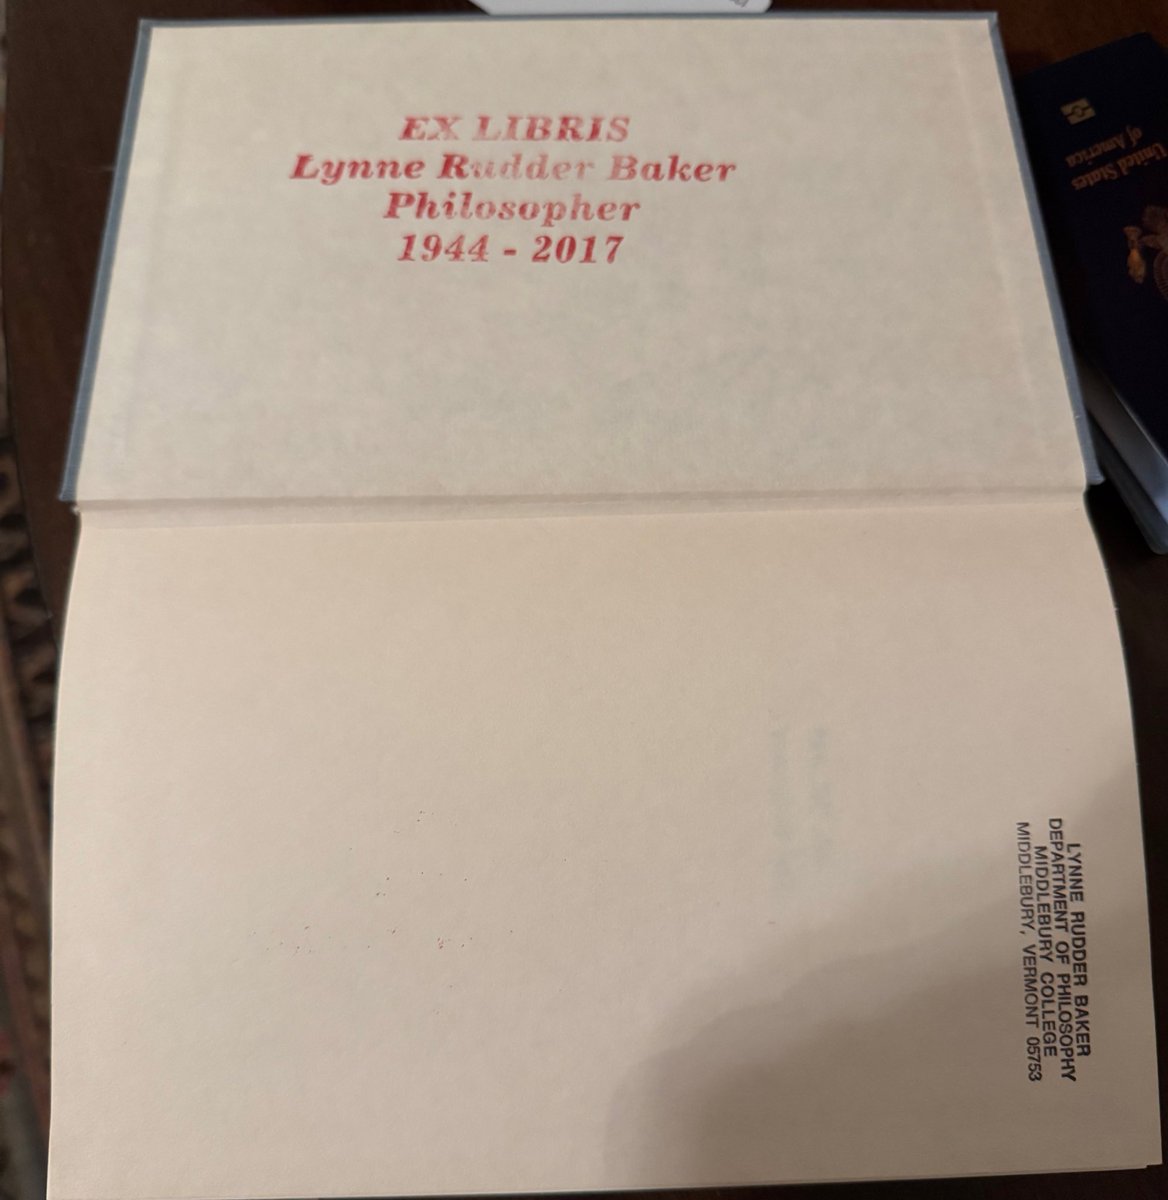 EX LIBRIS
Lynne Rudder Baker
Philosopher
1944 - 2017
LYNNE RUDDER BAKER
DEPARTMENT OF PHILOSOPHY
MIDDLEBURY COLLEGE
MIDDLEBURY, VERMONT 05753
United States
of America